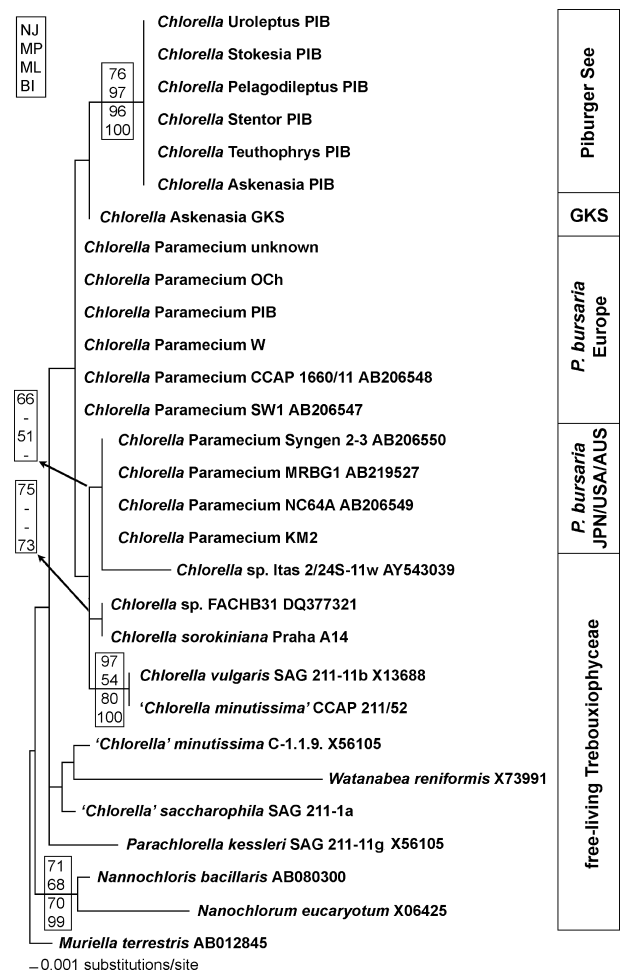 NJ
MP
ML
BI
Chlorella Uroleptus PIB
Chlorella Stokesia PIB
76
97
96
100
Chlorella Pelagodileptus PIB
Chlorella Stentor PIB
Chlorella Teuthophrys PIB
Chlorella Askenasia PIB
Piburger See
Chlorella Askenasia GKS
GKS
Chlorella Paramecium unknown
Chlorella Paramecium OCh
Chlorella Paramecium PIB
Chlorella Paramecium W
Chlorella Paramecium CCAP 1660/11 AB206548
Chlorella Paramecium SW1 AB206547
P. bursaria
Europe
66
-
51
-
Chlorella Paramecium Syngen 2-3 AB206550
Chlorella Paramecium MRBG1 AB219527
Chlorella Paramecium NC64A AB206549
Chlorella Paramecium KM2
P. bursaria
JPN/USA/AUS
75
-
-
73
Chlorella sp. Itas 2/24S-11w AY543039
Chlorella sp. FACHB31 DQ377321
Chlorella sorokiniana Praha A14
97
54
80
100
Chlorella vulgaris SAG 211-11b X13688
‘Chlorella minutissima’ CCAP 211/52
‘Chlorella’ minutissima C-1.1.9. X56105
Watanabea reniformis X73991
‘Chlorella’ saccharophila SAG 211-1a
Parachlorella kessleri SAG 211-11g X56105
71
68
70
99
Nannochloris bacillaris AB080300
Nanochlorum eucaryotum X06425
Muriella terrestris AB012845
free-living Trebouxiophyceae
0.001 substitutions/site